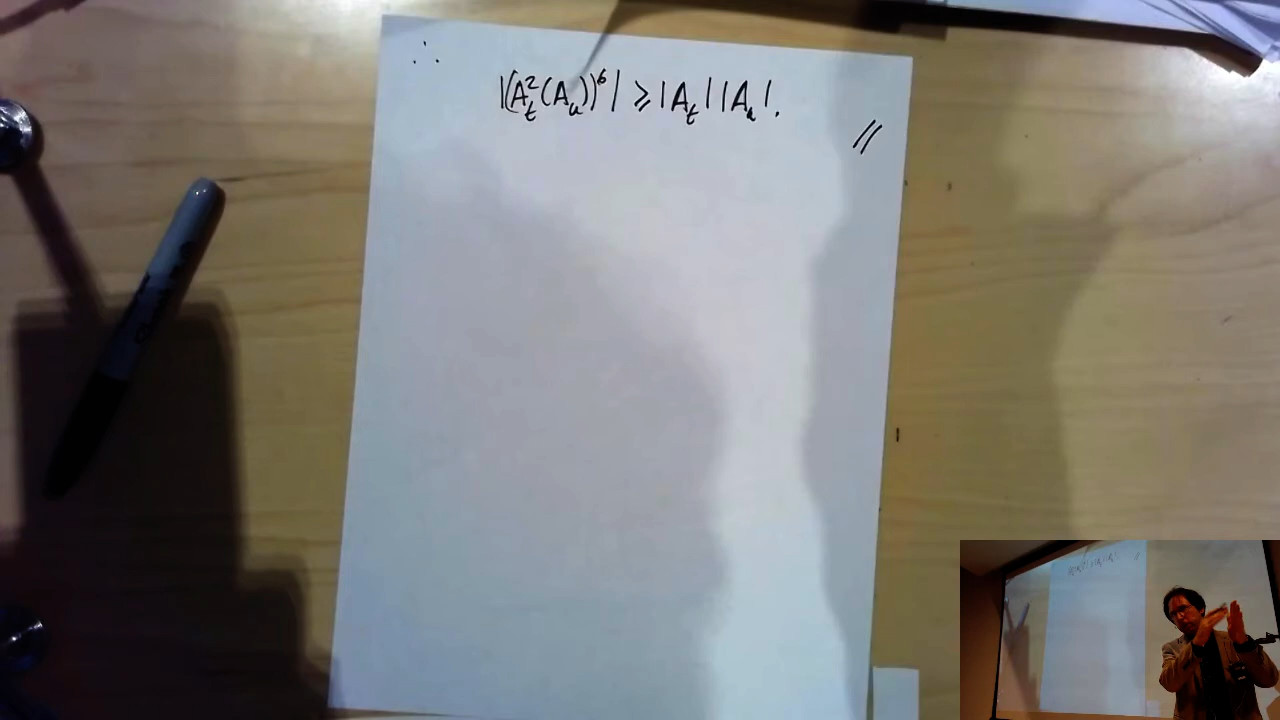 ∴
|(A_t^2(A_u))^6| ⩾ |A_t||A_u|.
//